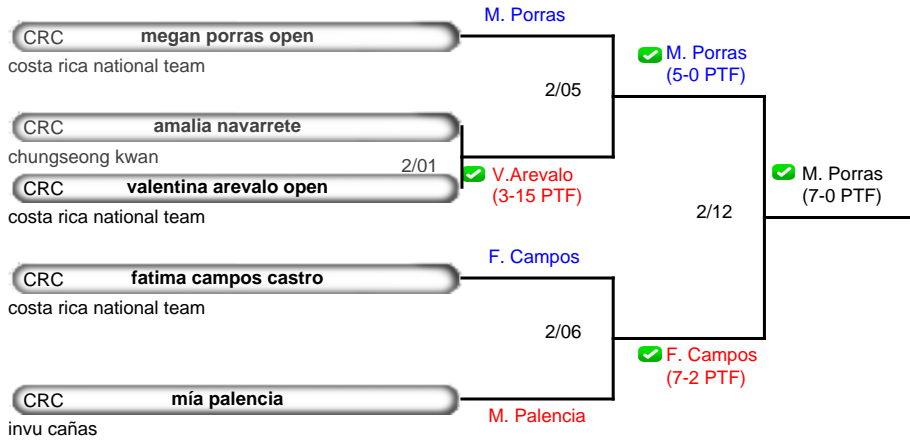 M. Porras
CRC megan porras open
costa rica national team
M. Porras
(5-0 PTF)
2/05
CRC amalia navarrete
chungseong kwan
2/01
V.Arevalo
(3-15 PTF)
CRC valentina arevalo open
costa rica national team
M. Porras
(7-0 PTF)
2/12
F. Campos
CRC fatima campos castro
costa rica national team
2/06
F. Campos
(7-2 PTF)
CRC mía palencia
M. Palencia
invu cañas